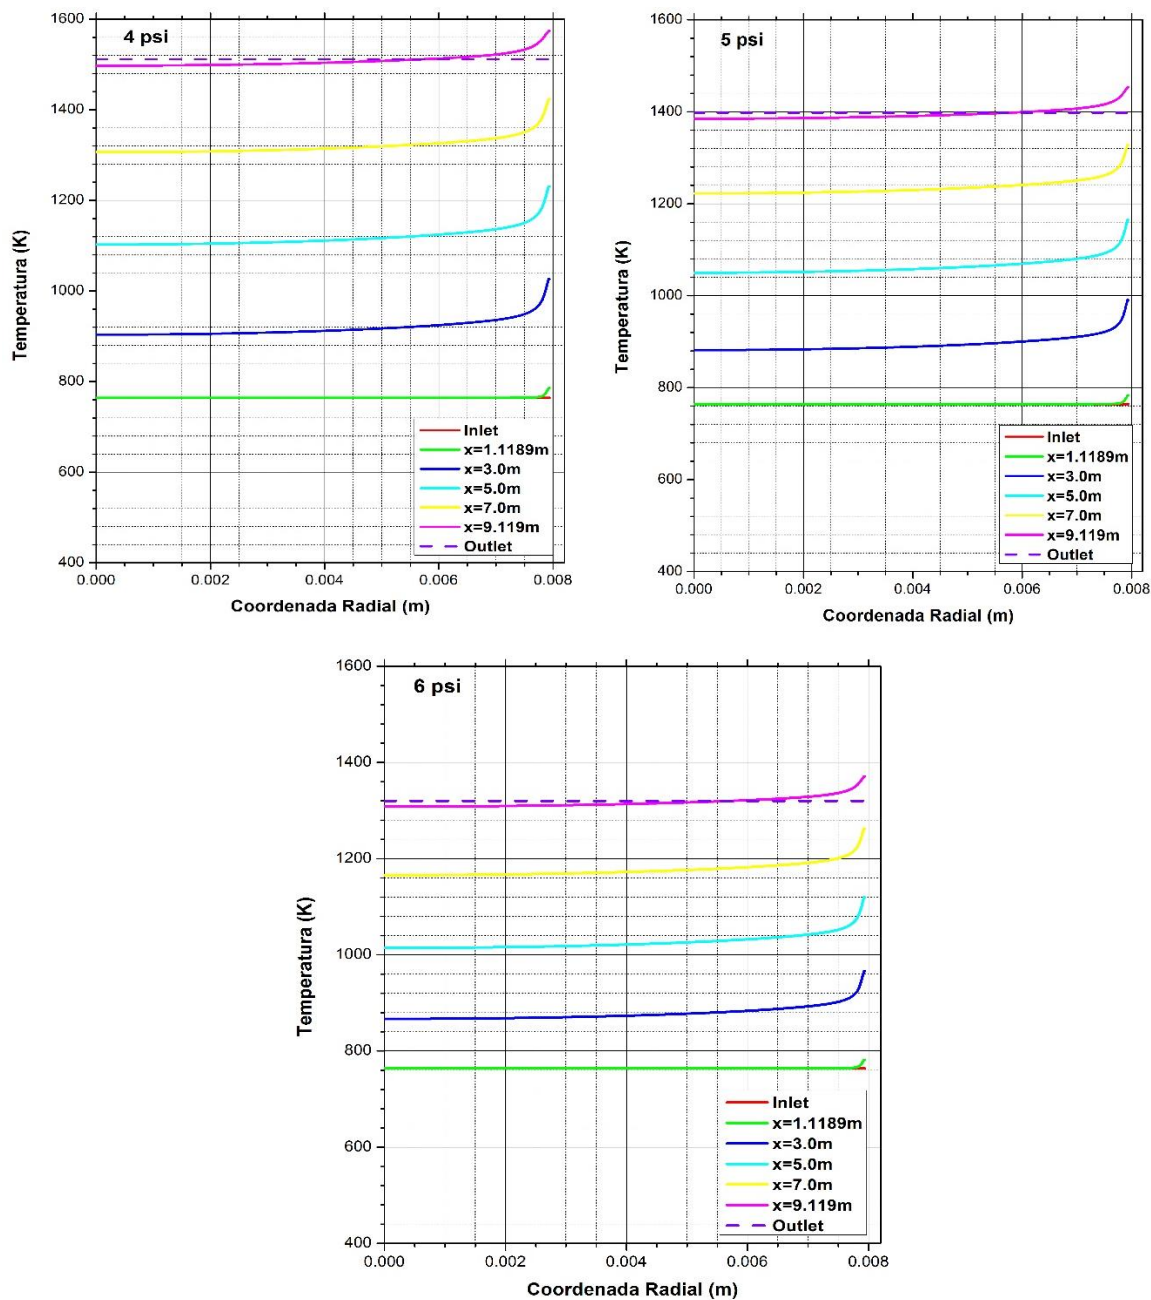 4 psi
1600
1400
1200
1000
800
600
400
Temperatura (K)
Inlet
x=1.1189m
x=3.0m
x=5.0m
x=7.0m
x=9.119m
Outlet
0.000 0.002 0.004 0.006 0.008
Coordenada Radial (m)
5 psi
1600
1400
1200
1000
800
600
400
Temperatura (K)
Inlet
x=1.1189m
x=3.0m
x=5.0m
x=7.0m
x=9.119m
Outlet
0.000 0.002 0.004 0.006 0.008
Coordenada Radial (m)
6 psi
1600
1400
1200
1000
800
600
400
Temperatura (K)
Inlet
x=1.1189m
x=3.0m
x=5.0m
x=7.0m
x=9.119m
Outlet
0.000 0.002 0.004 0.006 0.008
Coordenada Radial (m)